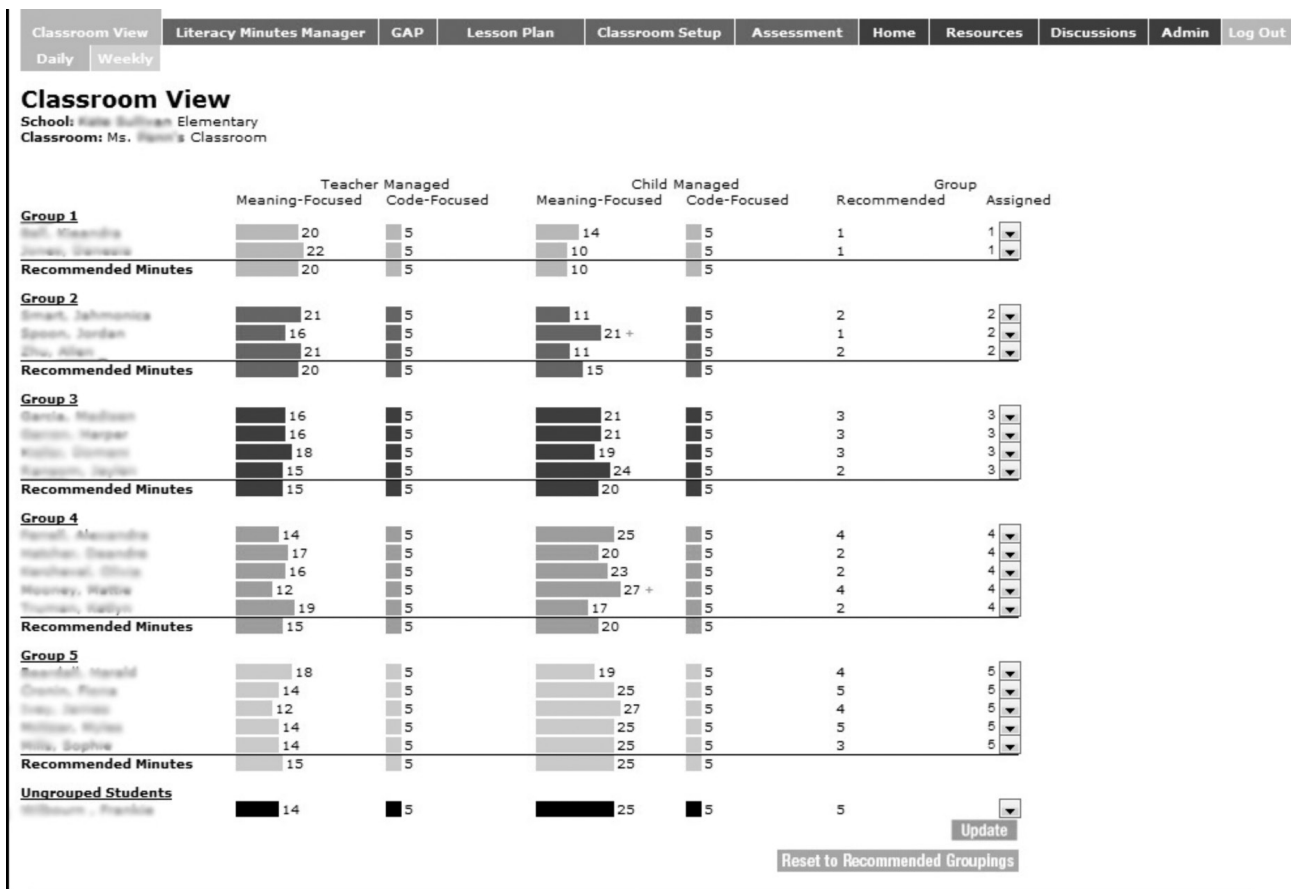 Classroom View Literacy Minutes Manager GAP Lesson Plan Classroom Setup Assessment Home Resources Discussions Admin Log Out
Daily Weekly
Classroom View
School: Elementary
Classroom: Ms. Classroom
Teacher Managed Child Managed Group
Meaning-Focused Code-Focused Meaning-Focused Code-Focused Recommended Assigned
Group 1
20 5 14 5 1 1
22 5 10 5 1 1
Recommended Minutes 20 5 10 5
Group 2
21 5 11 5 2 2
16 5 21 + 5 1 2
21 5 11 5 2 2
Recommended Minutes 20 5 15 5
Group 3
16 5 21 5 3 3
16 5 21 5 3 3
18 5 19 5 3 3
15 5 24 5 2 3
Recommended Minutes 15 5 20 5
Group 4
14 5 25 5 4 4
17 5 20 5 2 4
16 5 23 5 2 4
12 5 27 + 5 4 4
19 5 17 5 2 4
Recommended Minutes 15 5 20 5
Group 5
18 5 19 5 4 5
14 5 25 5 5 5
12 5 27 5 4 5
14 5 25 5 5 5
14 5 25 5 3 5
Recommended Minutes 15 5 25 5
Ungrouped Students
14 5 25 5 5
Update
Reset to Recommended Groupings